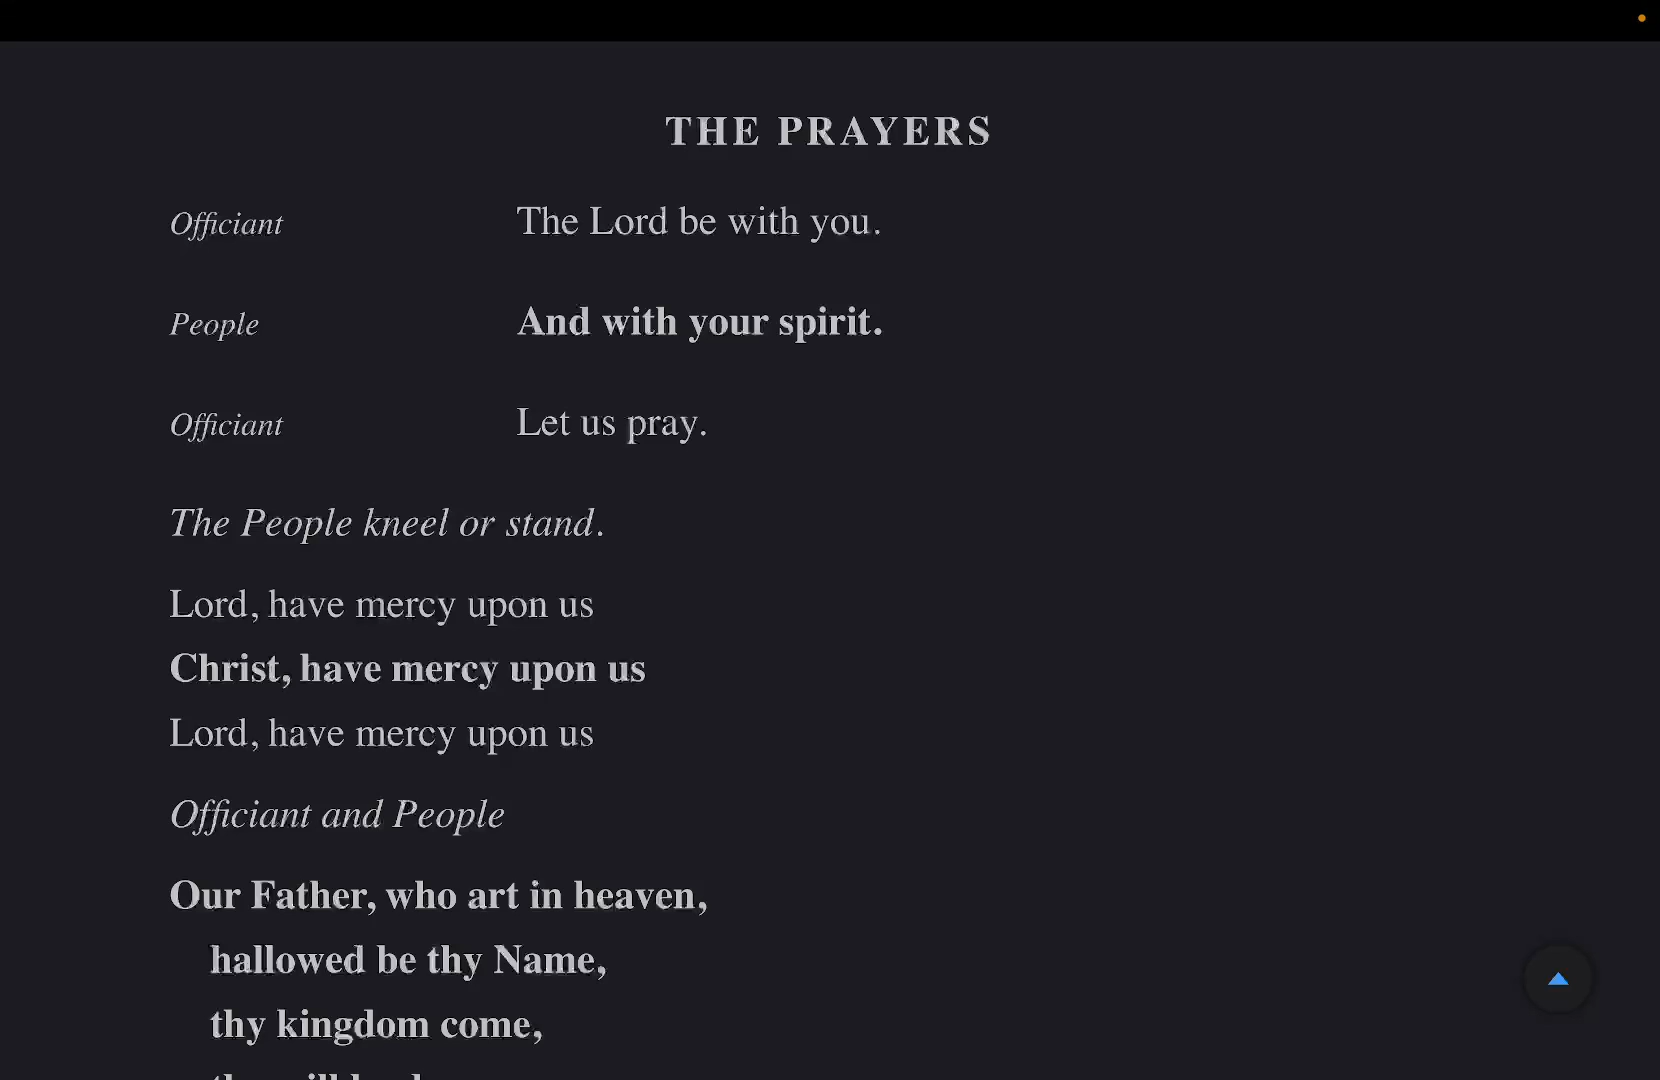 THE PRAYERS
Officiant The Lord be with you.
People And with your spirit.
Officiant Let us pray.
The People kneel or stand.
Lord, have mercy upon us
Christ, have mercy upon us
Lord, have mercy upon us
Officiant and People
Our Father, who art in heaven,
hallowed be thy Name,
thy kingdom come,